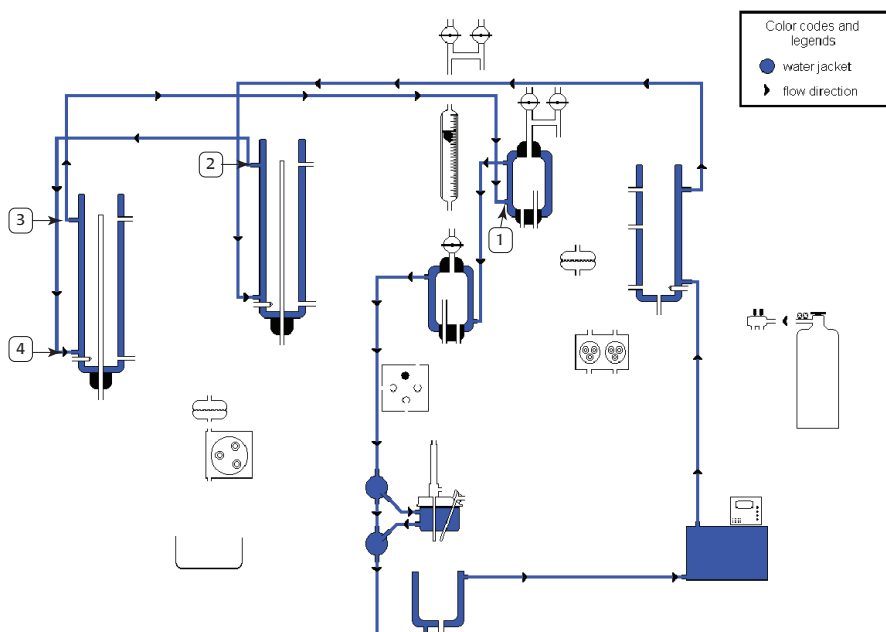 Color codes and
legends
water jacket
flow direction
2
3
1
4